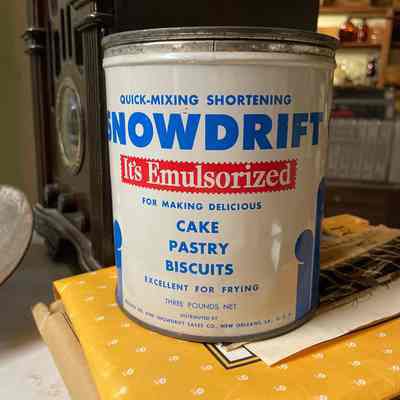 QUICK-MIXING SHORTENING
SNOWDRIFT
It's Emulsorized
FOR MAKING DELICIOUS
CAKE
PASTRY
BISCUITS
EXCELLENT FOR FRYING
THREE POUNDS NET
DISTRIBUTED BY
SNOWDRIFT SALES CO., NEW ORLEANS, LA., U.S.A.